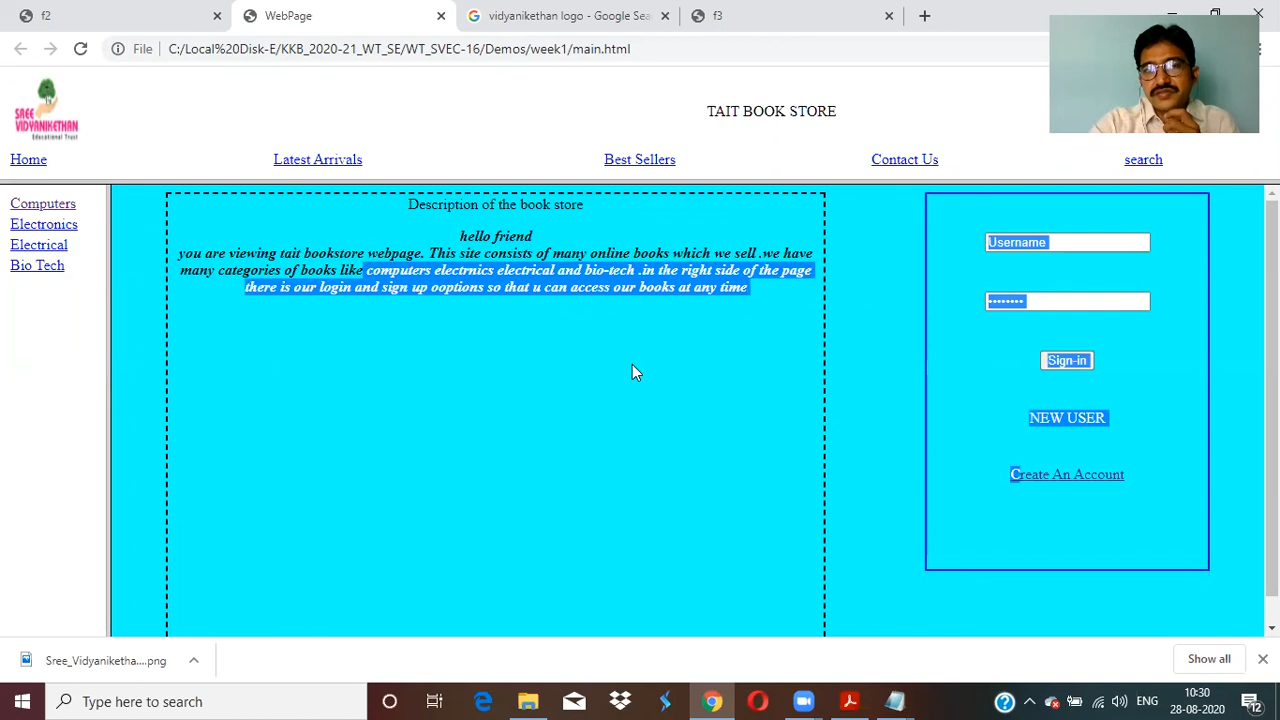 f2
WebPage
vidyanikethan logo - Google Sea
f3
File
C:/Local%20Disk-E/KKB_2020-21_WT_SE/WT_SVEC-16/Demos/week1/main.html
SREE
VIDYANIKETHAN
Educational Trust
TAIT BOOK STORE
Home
Latest Arrivals
Best Sellers
Contact Us
search
Computers
Electronics
Electrical
Bio Tech
Description of the book store
hello friend
you are viewing tait bookstore webpage. This site consists of many online books which we sell .we have
many categories of books like computers electrnics electrical and bio-tech .in the right side of the page
there is our login and sign up ooptions so that u can access our books at any time
Username
••••••••
Sign-in
NEW USER
Create An Account
Sree_Vidyaniketha....png
Show all
Type here to search
ENG
10:30
28-08-2020
12